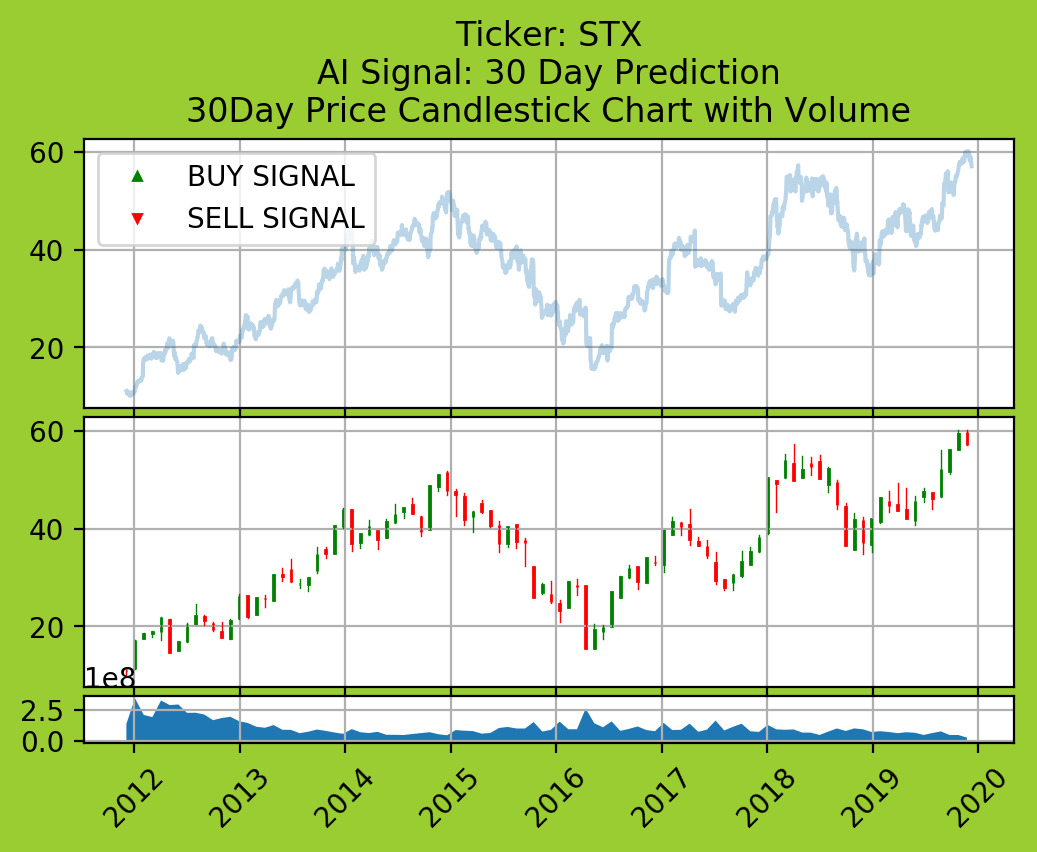 Ticker: STX
AI Signal: 30 Day Prediction
30Day Price Candlestick Chart with Volume
60
BUY SIGNAL
SELL SIGNAL
40
20
60
40
20
1e8
2.5
0.0
2012 2013 2014 2015 2016 2017 2018 2019 2020